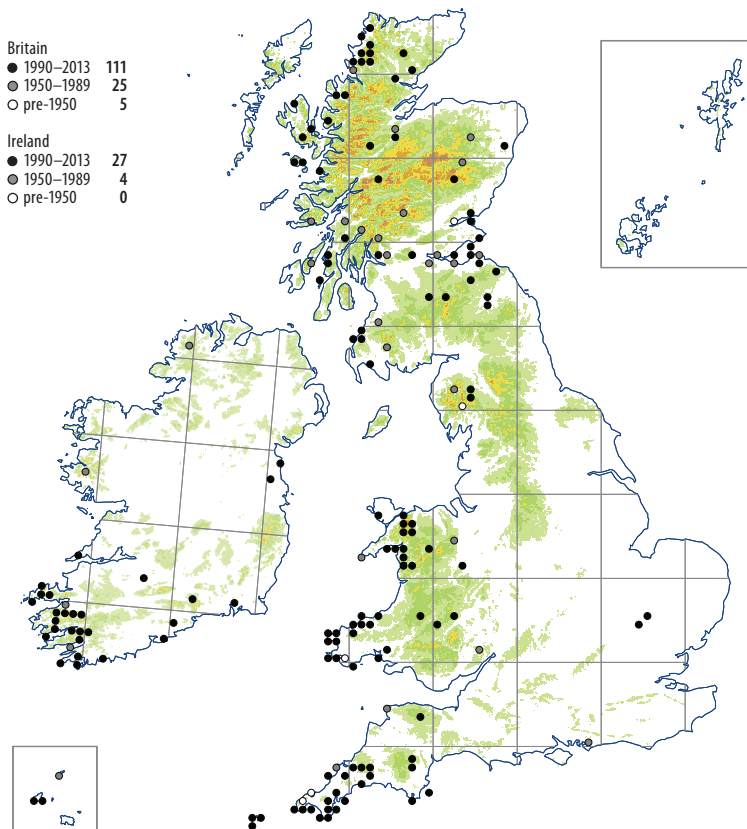 Britain
● 1990–2013 111
● 1950–1989 25
○ pre-1950 5
Ireland
● 1990–2013 27
● 1950–1989 4
○ pre-1950 0